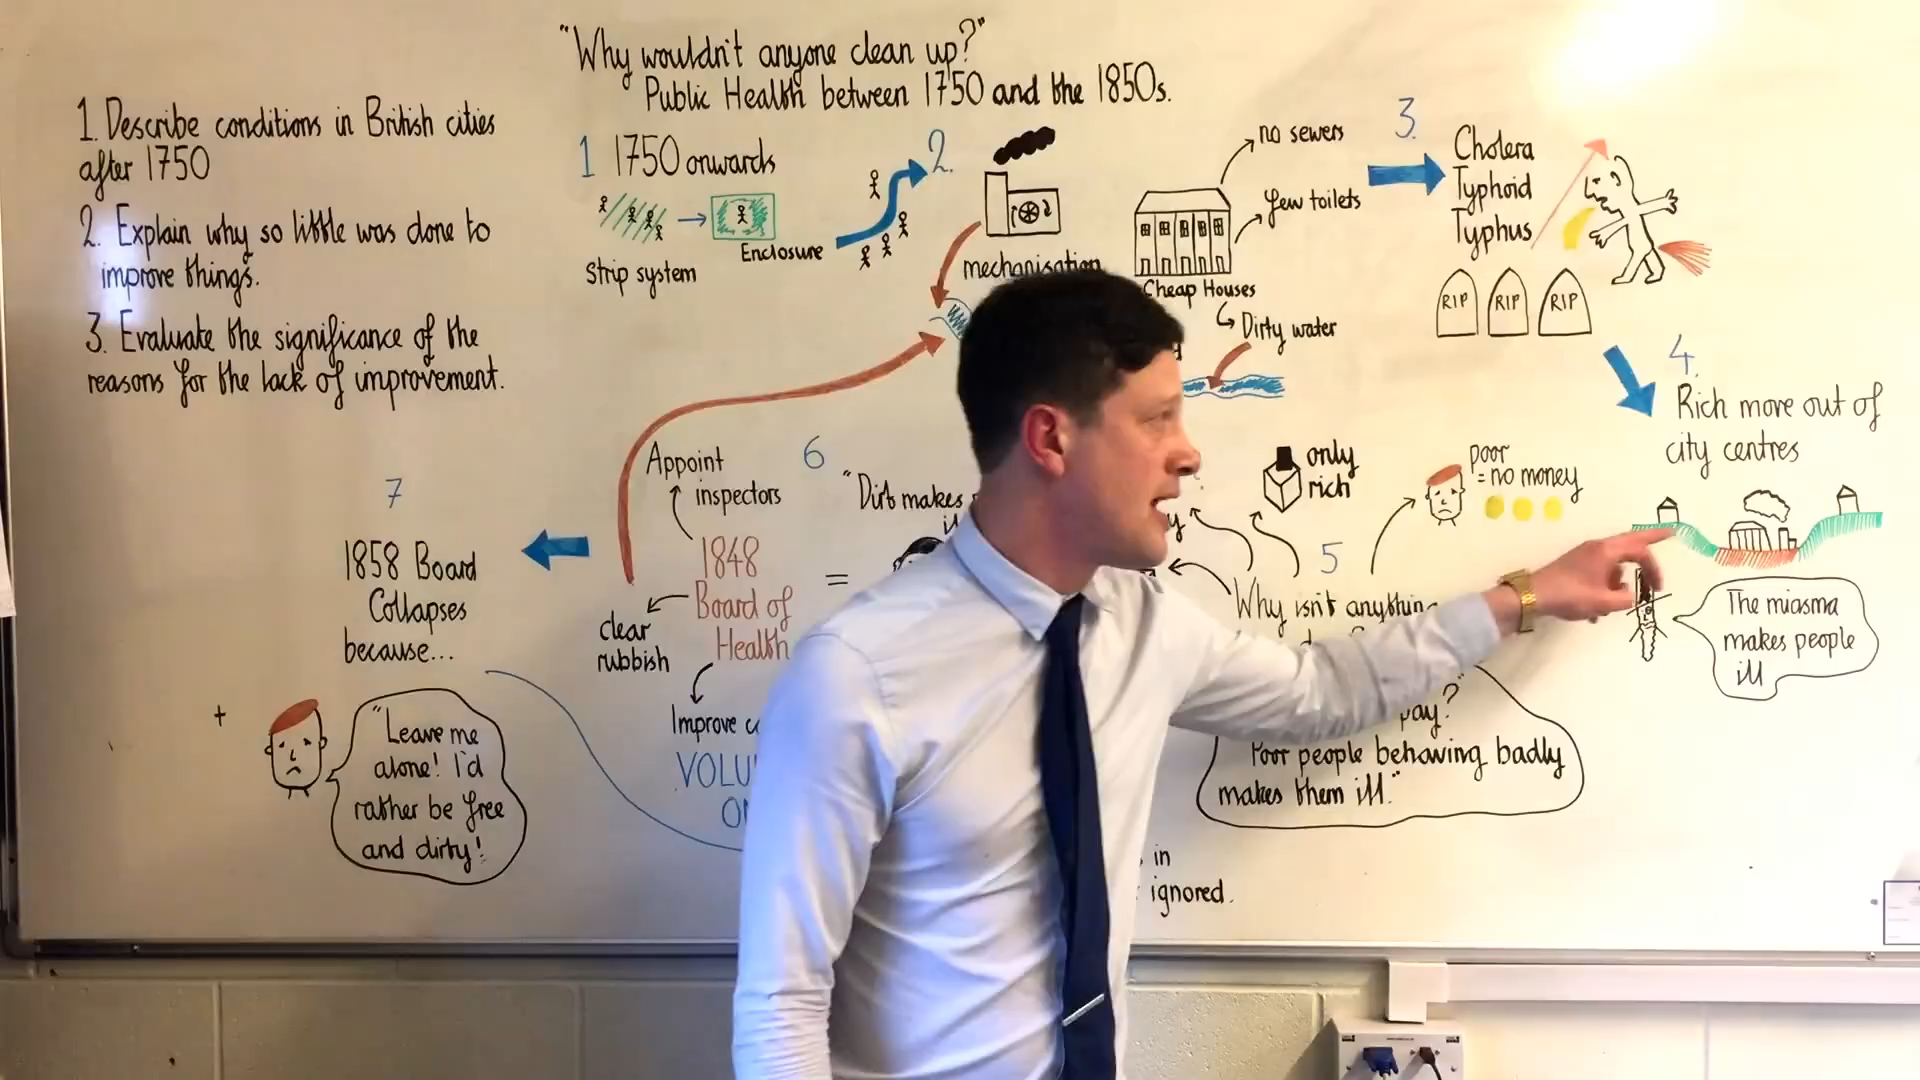 "Why wouldn't anyone clean up?"
Public Health between 1750 and the 1850s.
1. Describe conditions in British cities
after 1750
2. Explain why so little was done to
improve things.
3. Evaluate the significance of the
reasons for the lack of improvement.
1 1750 onwards
Strip system
Enclosure
2.
mechanisation
no sewers
few toilets
Cheap Houses
Dirty water
3.
Cholera
Typhoid
Typhus
RIP
RIP
RIP
4.
Rich move out of
city centres
The miasma
makes people
ill
5
Why isn't
only
rich
poor
= no money
pay?"
Poor people behaving badly
makes them ill."
6
"Dirt makes
Appoint
inspectors
1848
Board of
Health
=
clear
rubbish
Improve
7
1858 Board
Collapses
because...
+
"Leave me
alone! I'd
rather be free
and dirty!
in
ignored.